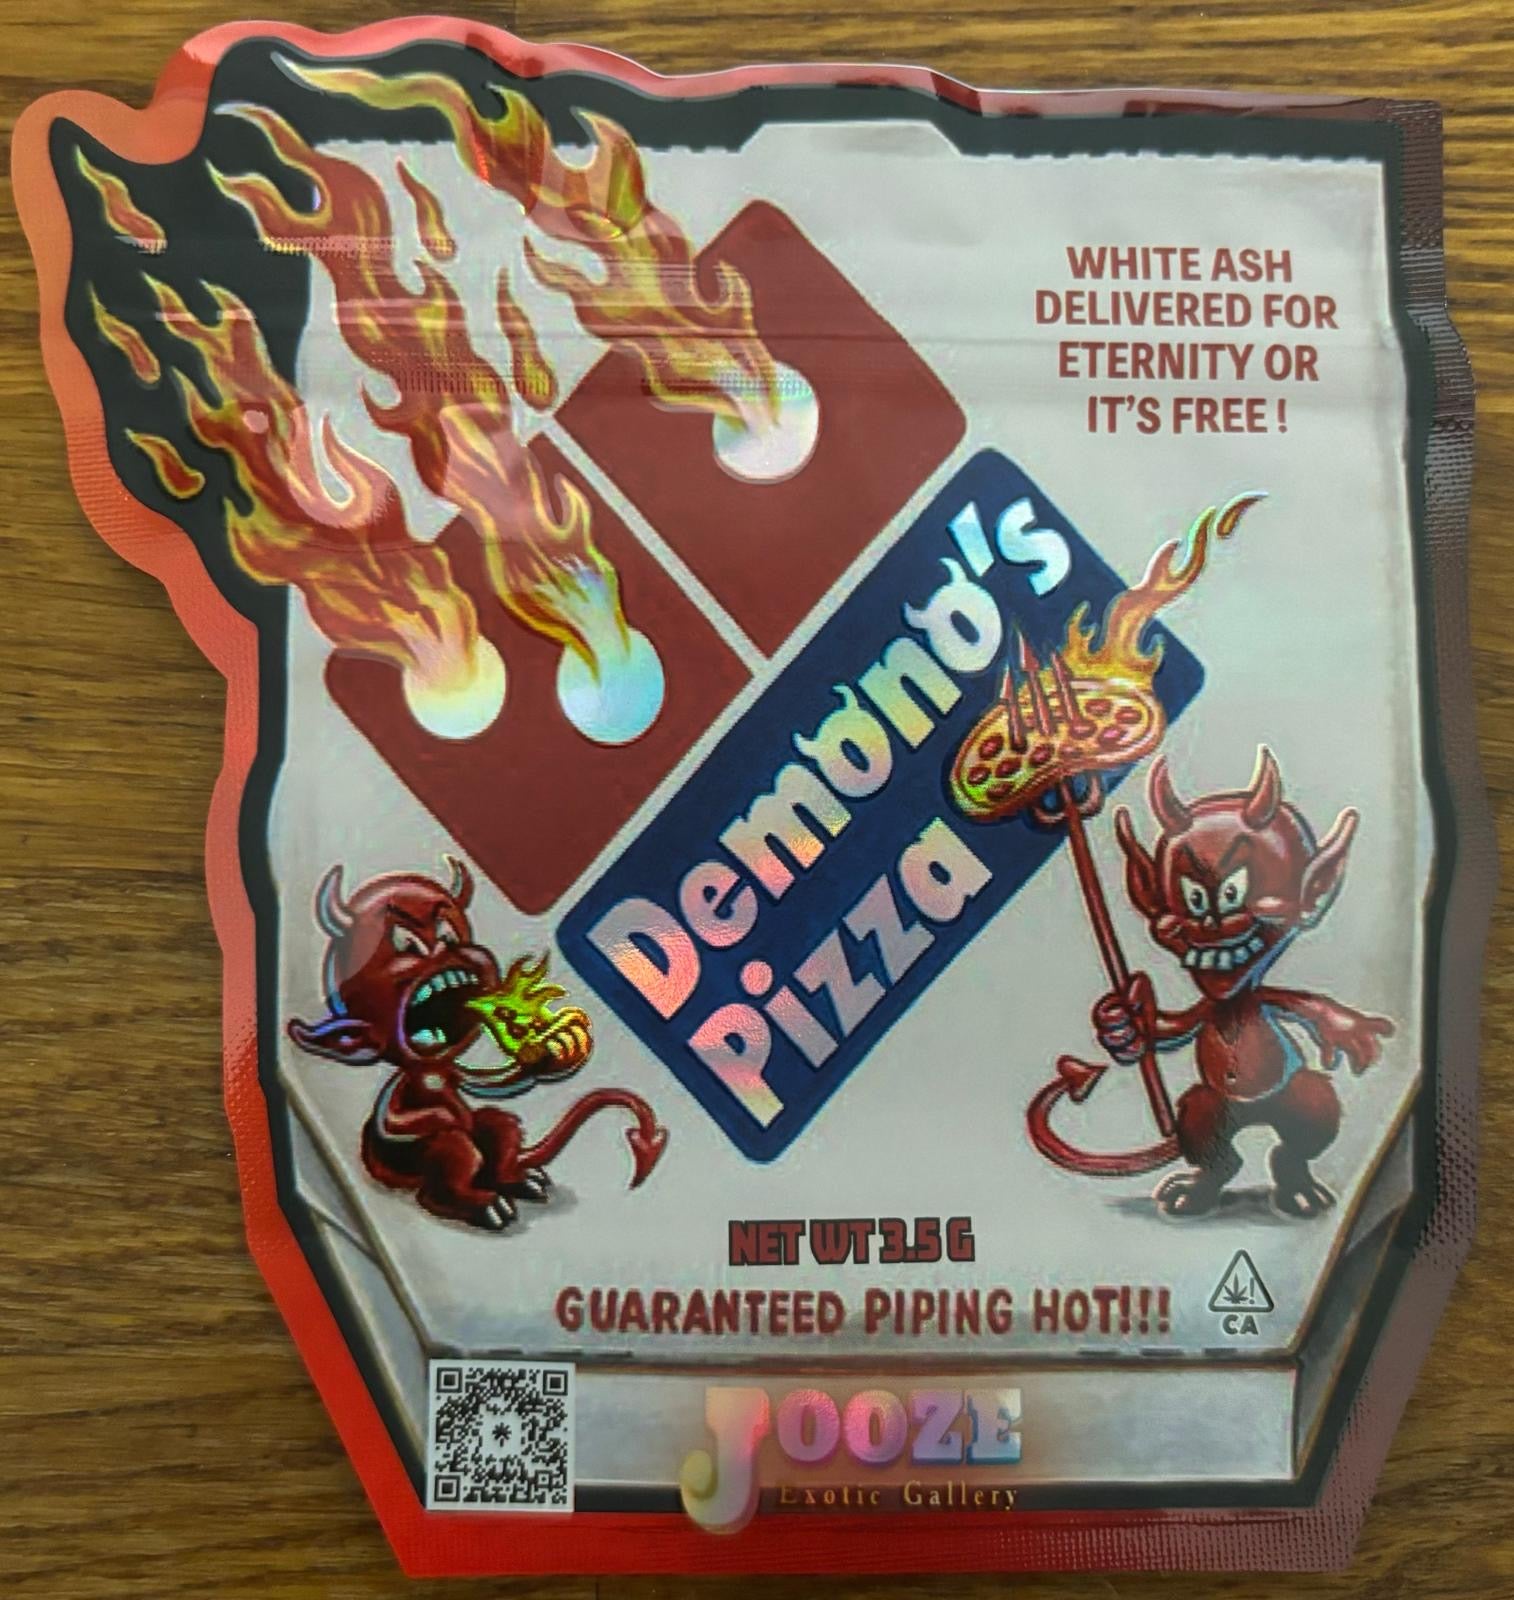 WHITE ASH
DELIVERED FOR
ETERNITY OR
IT'S FREE!
Demono's
Pizza
NET WT 3.5 G
GUARANTEED PIPING HOT!!!
CA
JOOZE
Exotic Gallery